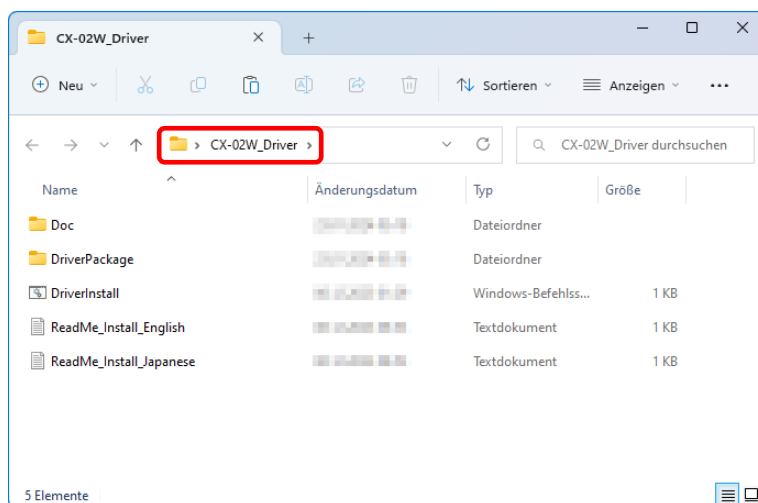 CX-02W_Driver
Neu Sortieren Anzeigen
CX-02W_Driver CX-02W_Driver durchsuchen
Name Änderungsdatum Typ Größe
Doc Dateiordner
DriverPackage Dateiordner
DriverInstall Windows-Befehlss... 1 KB
ReadMe_Install_English Textdokument 1 KB
ReadMe_Install_Japanese Textdokument 1 KB
5 Elemente